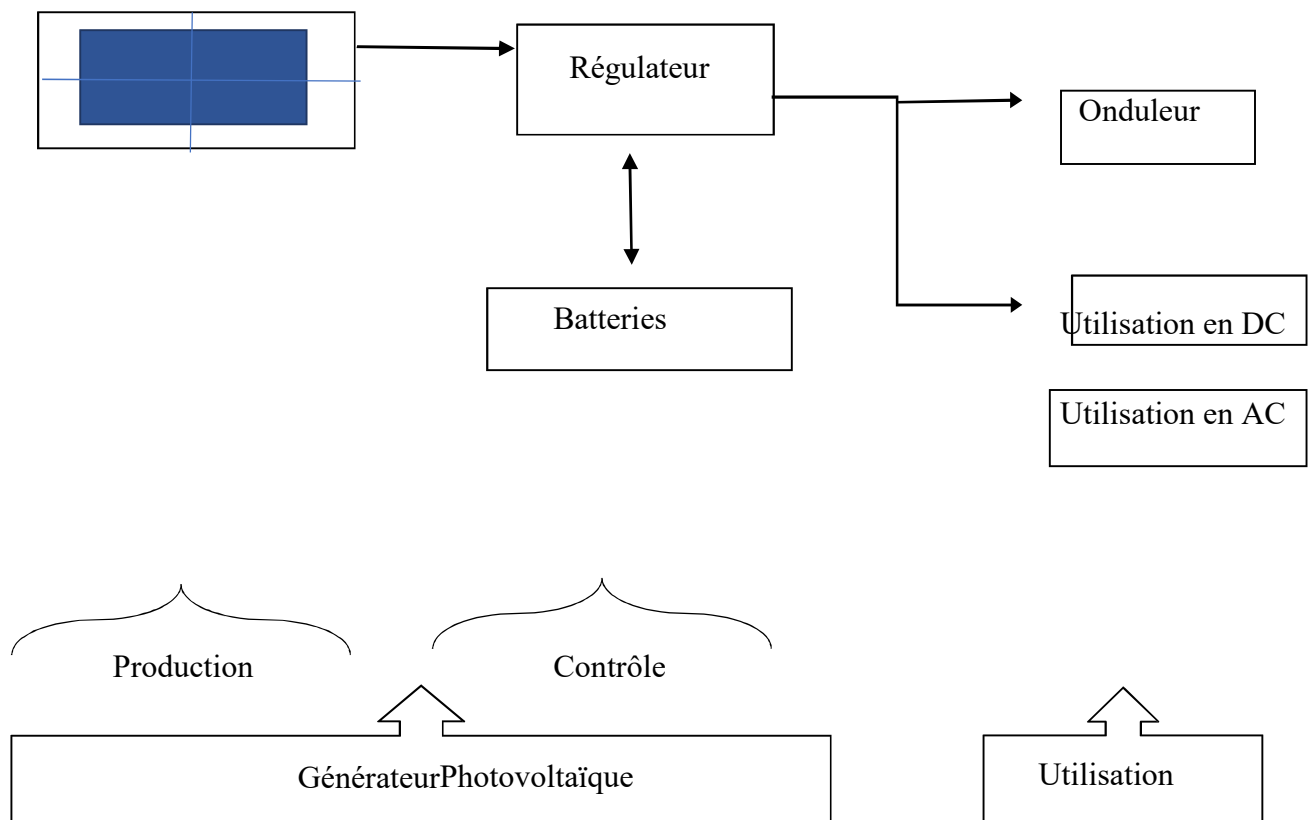 Régulateur
Onduleur
Batteries
Utilisation en DC
Utilisation en AC
Production
Contrôle
GénérateurPhotovoltaïque
Utilisation